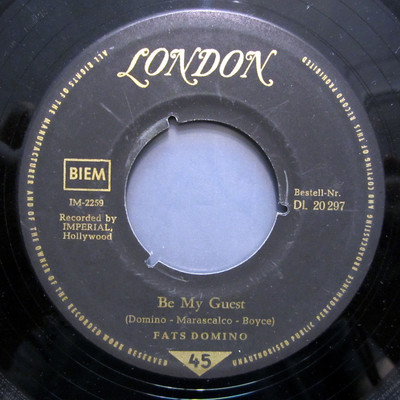 LONDON
ALL RIGHTS OF THE MANUFACTURER AND OF THE OWNER OF THE RECORDED WORK RESERVED
UNAUTHORISED PUBLIC PERFORMANCE BROADCASTING AND COPYING OF THIS RECORD PROHIBITED
BIEM
IM-2259
Recorded by
IMPERIAL,
Hollywood
Bestell-Nr.
DL 20 297
Be My Guest
(Domino - Marascalco - Boyce)
FATS DOMINO
45